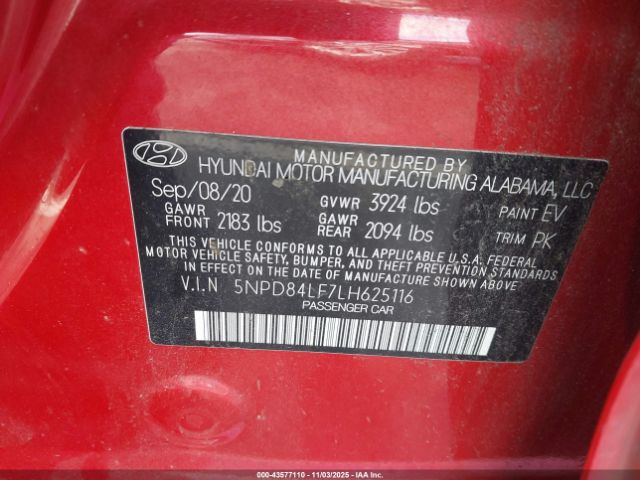 MANUFACTURED BY
HYUNDAI MOTOR MANUFACTURING ALABAMA, LLC
Sep/08/20 GVWR 3924 lbs PAINT EV
GAWR FRONT 2183 lbs GAWR REAR 2094 lbs TRIM PK
THIS VEHICLE CONFORMS TO ALL APPLICABLE U.S.A FEDERAL
MOTOR VEHICLE SAFETY, BUMPER, AND THEFT PREVENTION STANDARDS
IN EFFECT ON THE DATE OF MANUFACTURE SHOWN ABOVE.
V.I.N 5NPD84LF7LH625116
PASSENGER CAR
000-43577110 - 11/03/2025 - COPART